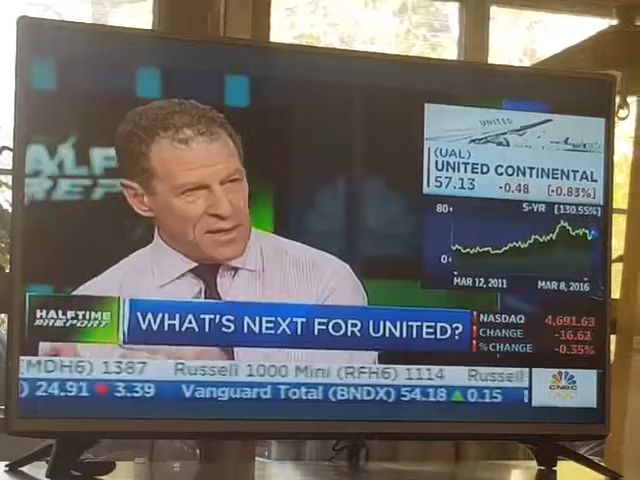 HALF
REPORT
UNITED
(UAL)
UNITED CONTINENTAL
57.13 -0.48 [-0.83%]
5-YR [130.55%]
80
0
MAR 12, 2011 MAR 8, 2016
HALFTIME
REPORT
WHAT'S NEXT FOR UNITED?
NASDAQ 4,691.63
CHANGE -16.62
% CHANGE -0.35%
(MDH6) 1387 Russell 1000 Mini (RFH6) 1114 Russell
) 24.91 ▼ 3.39 Vanguard Total (BNDX) 54.18 ▲ 0.15
CNBC